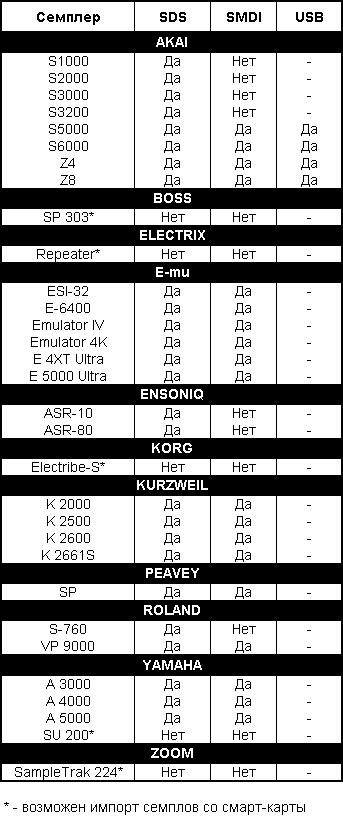 Семплер SDS SMDI USB
AKAI
S1000 Да Нет -
S2000 Да Нет -
S3000 Да Нет -
S3200 Да Нет -
S5000 Да Да Да
S6000 Да Да Да
Z4 Да Да Да
Z8 Да Да Да
BOSS
SP 303* Нет Нет -
ELECTRIX
Repeater* Нет Нет -
E-mu
ESI-32 Да Да -
E-6400 Да Да -
Emulator IV Да Да -
Emulator 4K Да Да -
E 4XT Ultra Да Да -
E 5000 Ultra Да Да -
ENSONIQ
ASR-10 Да Нет -
ASR-80 Да Нет -
KORG
Electribe-S* Нет Нет -
KURZWEIL
K 2000 Да Да -
K 2500 Да Да -
K 2600 Да Да -
K 2661S Да Да -
PEAVEY
SP Да Да -
ROLAND
S-760 Да Нет -
VP 9000 Да Да -
YAMAHA
A 3000 Да Да -
A 4000 Да Да -
A 5000 Да Да -
SU 200* Нет Нет -
ZOOM
SampleTrak 224* Нет Нет -
* - возможен импорт семплов со смарт-карты